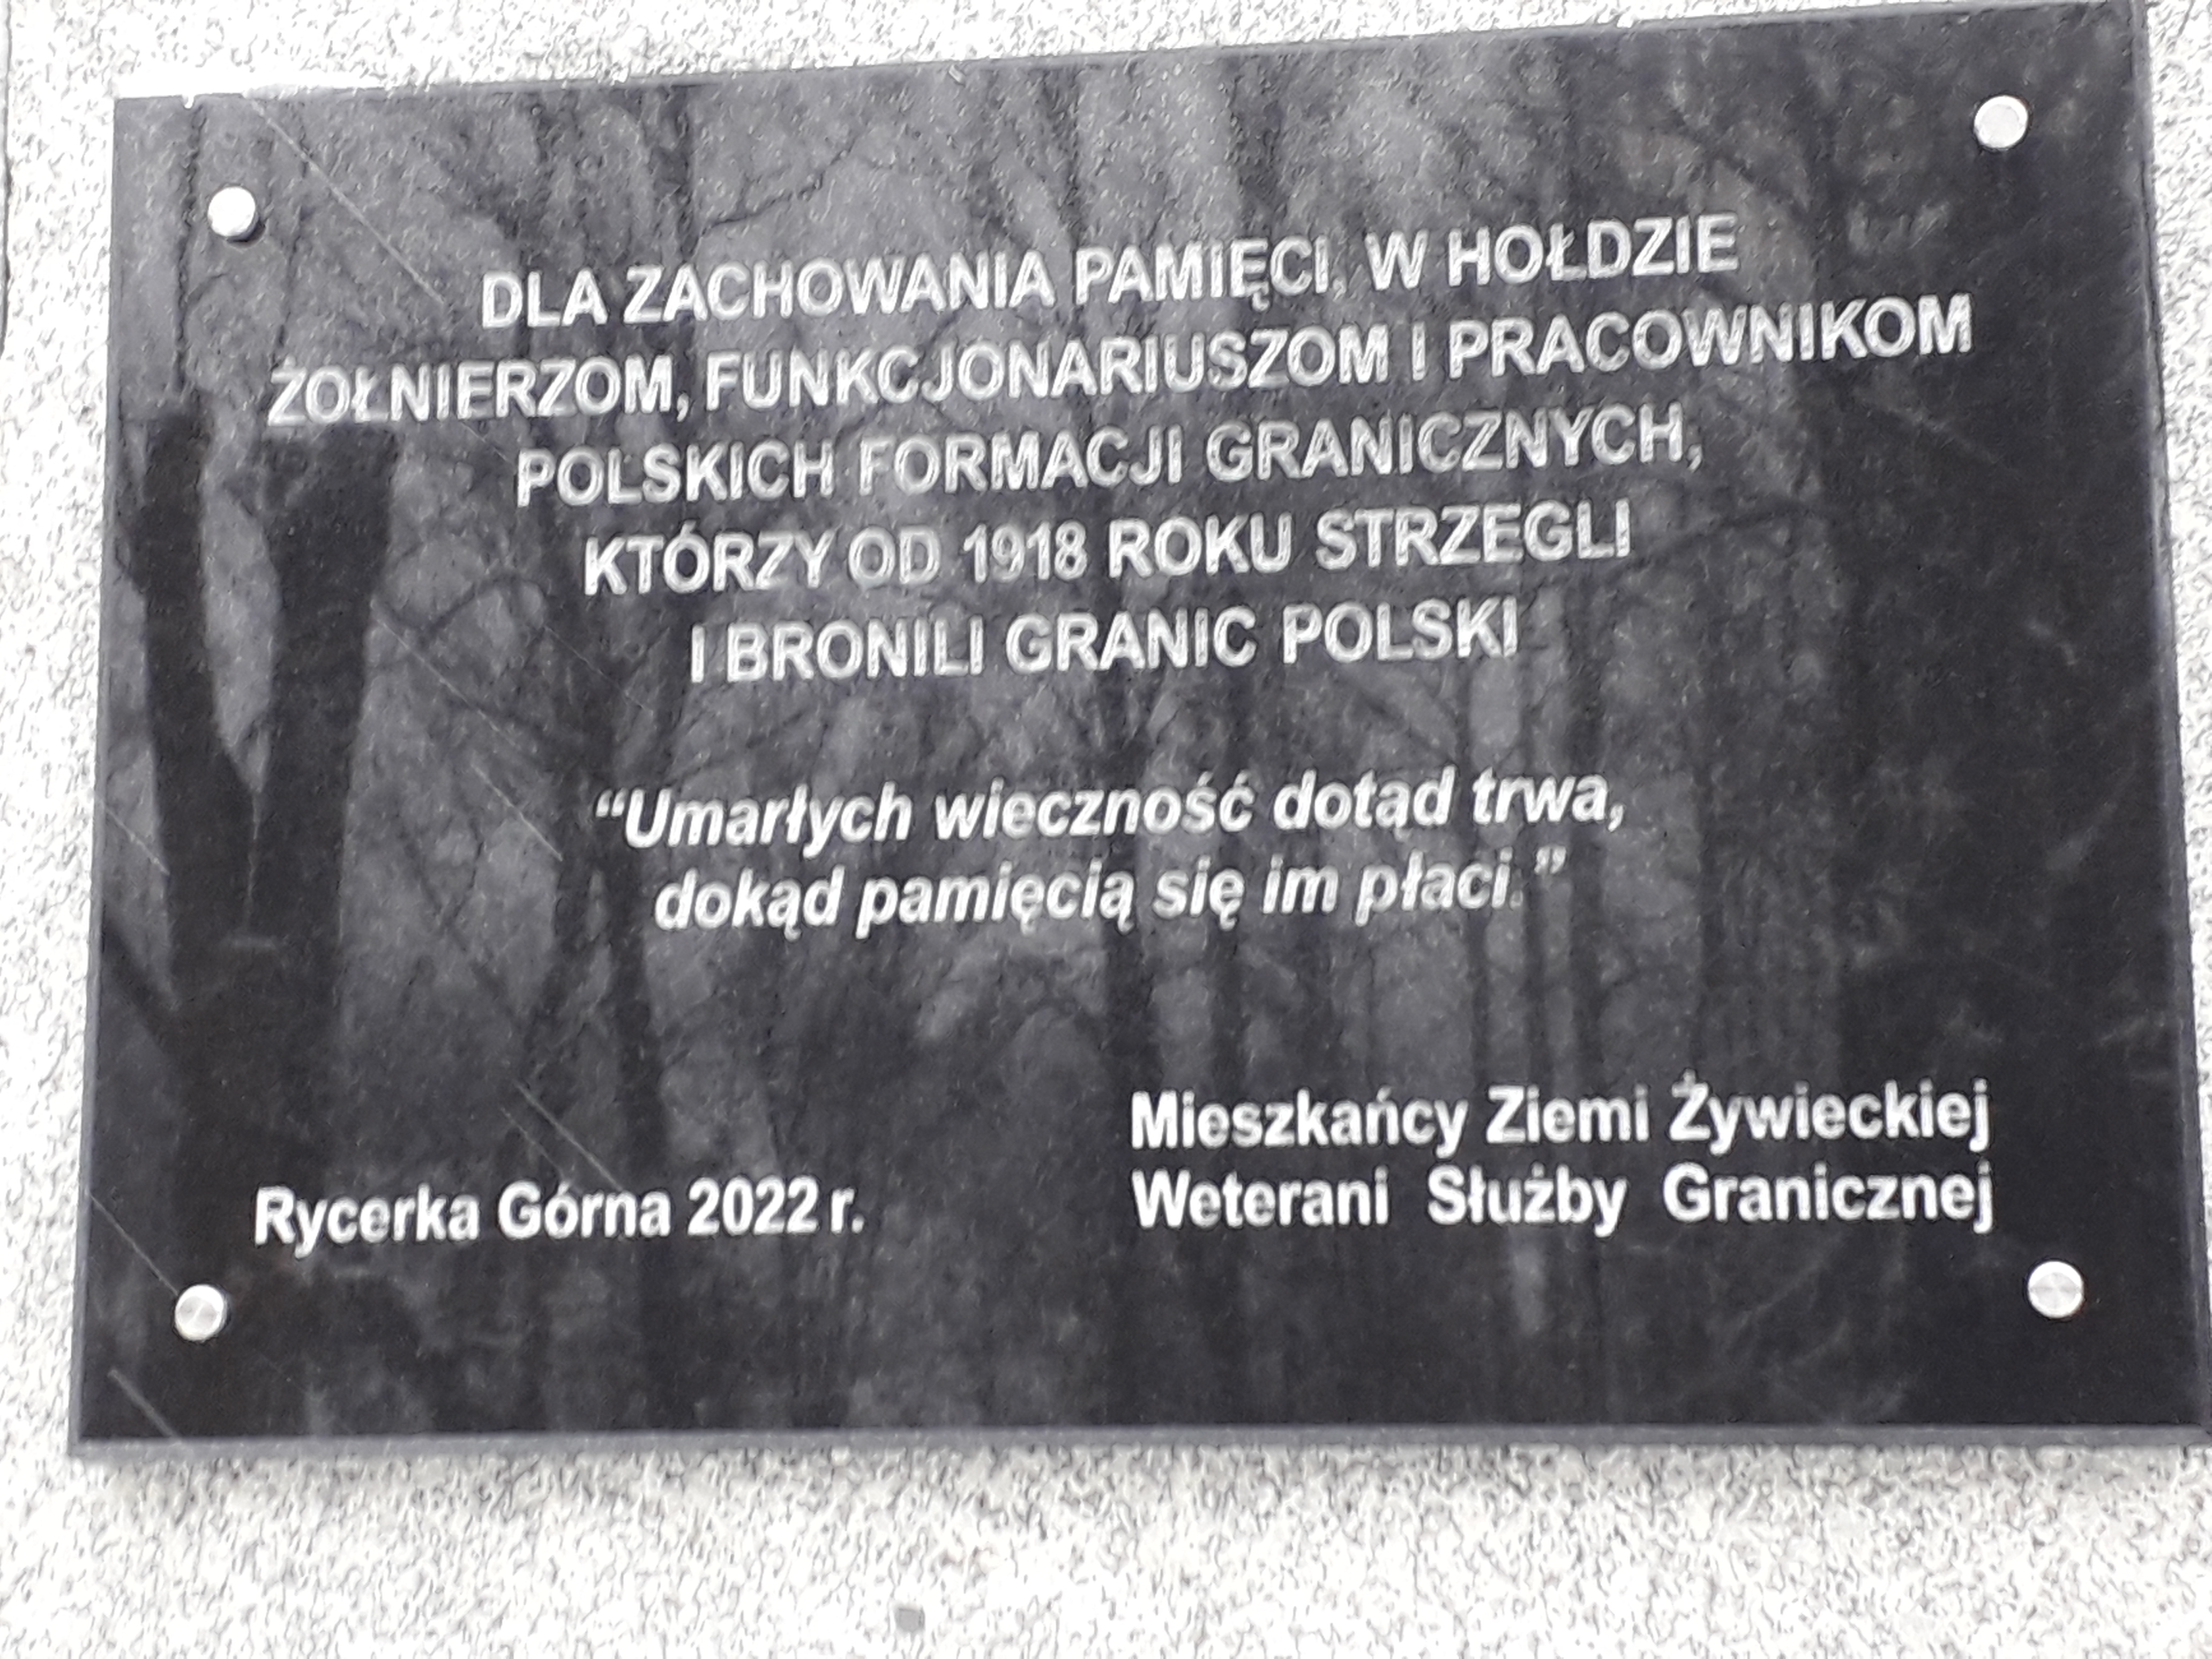 DLA ZACHOWANIA PAMIĘCI, W HOŁDZIE
ŻOŁNIERZOM, FUNKCJONARIUSZOM I PRACOWNIKOM
POLSKICH FORMACJI GRANICZNYCH,
KTÓRZY OD 1918 ROKU STRZEGLI
I BRONILI GRANIC POLSKI
“Umarłych wieczność dotąd trwa,
dokąd pamięcią się im płaci.”
Mieszkańcy Ziemi Żywieckiej
Weterani Służby Granicznej
Rycerka Górna 2022 r.